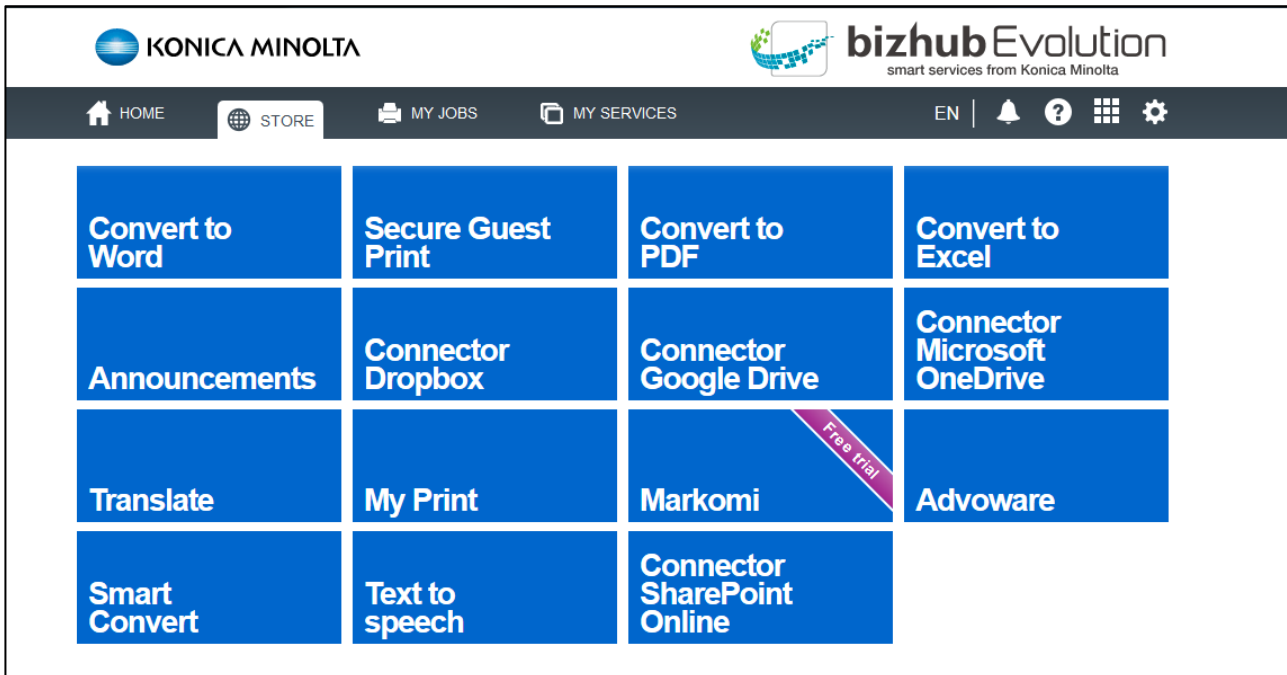 KONICA MINOLTA
bizhub Evolution
smart services from Konica Minolta
HOME
STORE
MY JOBS
MY SERVICES
EN
?
Convert to
Word
Secure Guest
Print
Convert to
PDF
Convert to
Excel
Announcements
Connector
Dropbox
Connector
Google Drive
Connector
Microsoft
OneDrive
Translate
My Print
Markomi
Free trial
Advoware
Smart
Convert
Text to
speech
Connector
SharePoint
Online